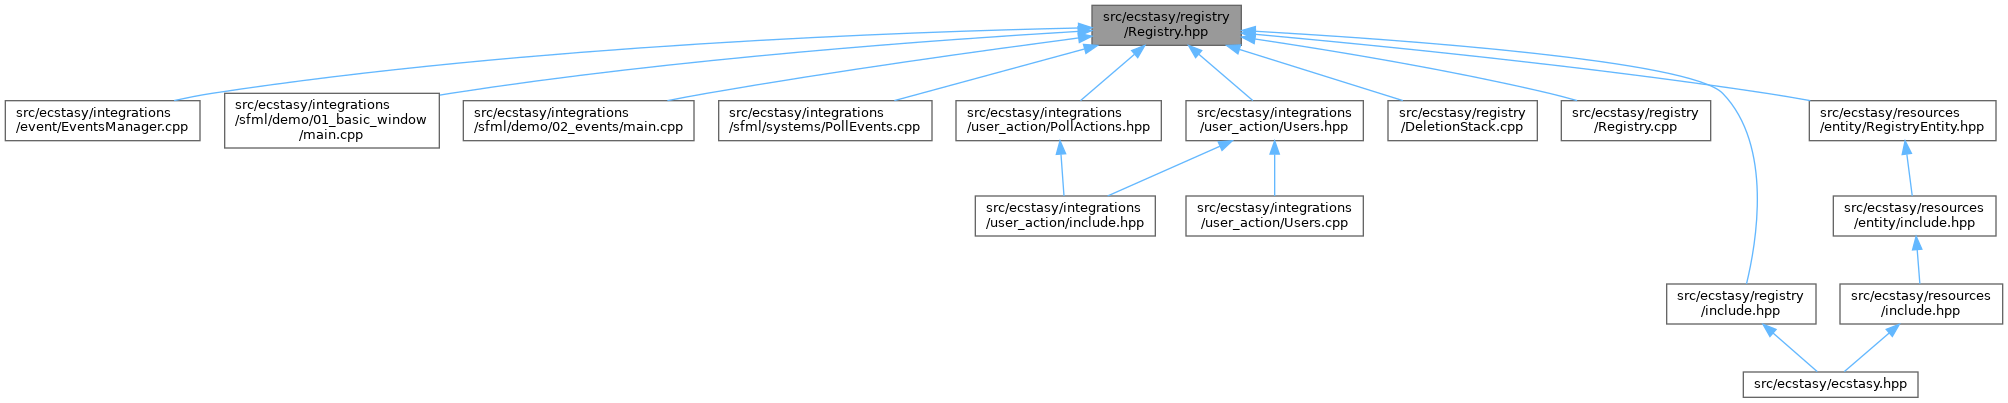 src/ecstasy/registry
/Registry.hpp
src/ecstasy/integrations
/event/EventsManager.cpp
src/ecstasy/integrations
/sfml/demo/01_basic_window
/main.cpp
src/ecstasy/integrations
/sfml/demo/02_events/main.cpp
src/ecstasy/integrations
/sfml/systems/PollEvents.cpp
src/ecstasy/integrations
/user_action/PollActions.hpp
src/ecstasy/integrations
/user_action/Users.hpp
src/ecstasy/registry
/DeletionStack.cpp
src/ecstasy/registry
/Registry.cpp
src/ecstasy/resources
/entity/RegistryEntity.hpp
src/ecstasy/integrations
/user_action/include.hpp
src/ecstasy/integrations
/user_action/Users.cpp
src/ecstasy/resources
/entity/include.hpp
src/ecstasy/registry
/include.hpp
src/ecstasy/resources
/include.hpp
src/ecstasy/ecstasy.hpp